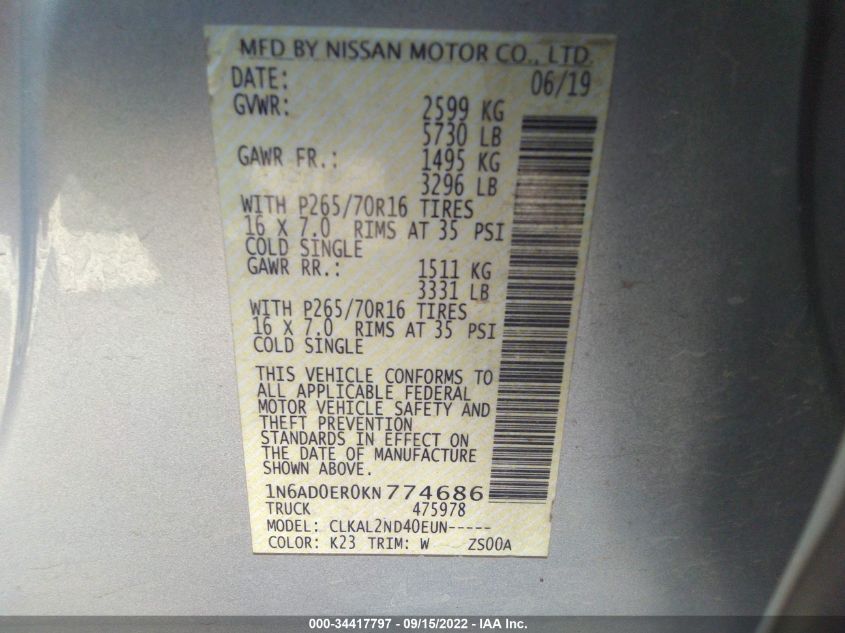 MFD BY NISSAN MOTOR CO., LTD.
DATE: 06/19
GVWR: 2599 KG
5730 LB
GAWR FR.: 1495 KG
3296 LB
WITH P265/70R16 TIRES
16 X 7.0 RIMS AT 35 PSI
COLD SINGLE
GAWR RR.: 1511 KG
3331 LB
WITH P265/70R16 TIRES
16 X 7.0 RIMS AT 35 PSI
COLD SINGLE
THIS VEHICLE CONFORMS TO
ALL APPLICABLE FEDERAL
MOTOR VEHICLE SAFETY AND
THEFT PREVENTION
STANDARDS IN EFFECT ON
THE DATE OF MANUFACTURE
SHOWN ABOVE.
1N6AD0ER0KN774686
TRUCK 475978
MODEL: CLKAL2ND40EUN-----
COLOR: K23 TRIM: W ZS00A
000-34417797 - 09/15/2022 - IAA Inc.